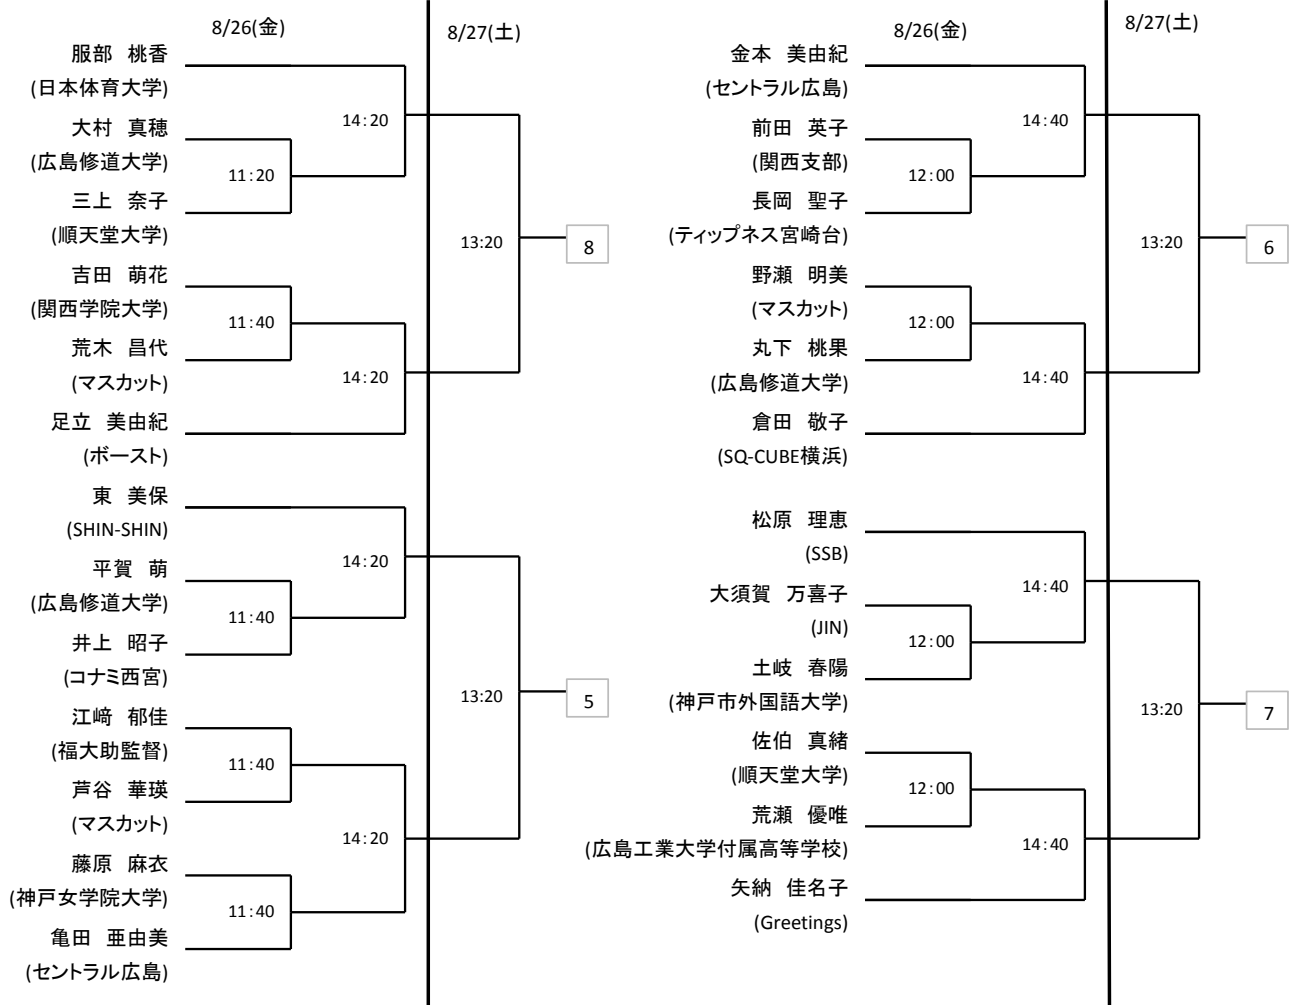 8/26(金)
8/27(土)
服部 桃香
(日本体育大学)
14:20
大村 真穂
(広島修道大学)
11:20
三上 奈子
(順天堂大学)
13:20
8
吉田 萌花
(関西学院大学)
11:40
荒木 昌代
(マスカット)
14:20
足立 美由紀
(ボースト)
東 美保
(SHIN-SHIN)
14:20
平賀 萌
(広島修道大学)
11:40
井上 昭子
(コナミ西宮)
13:20
5
江﨑 郁佳
(福大助監督)
11:40
芦谷 華瑛
(マスカット)
14:20
藤原 麻衣
(神戸女学院大学)
11:40
亀田 亜由美
(セントラル広島)
8/26(金)
8/27(土)
金本 美由紀
(セントラル広島)
14:40
前田 英子
(関西支部)
12:00
長岡 聖子
(ティップネス宮崎台)
13:20
6
野瀬 明美
(マスカット)
12:00
丸下 桃果
(広島修道大学)
14:40
倉田 敬子
(SQ-CUBE横浜)
松原 理恵
(SSB)
14:40
大須賀 万喜子
(JIN)
12:00
土岐 春陽
(神戸市外国語大学)
13:20
7
佐伯 真緒
(順天堂大学)
12:00
荒瀬 優唯
(広島工業大学付属高等学校)
14:40
矢納 佳名子
(Greetings)